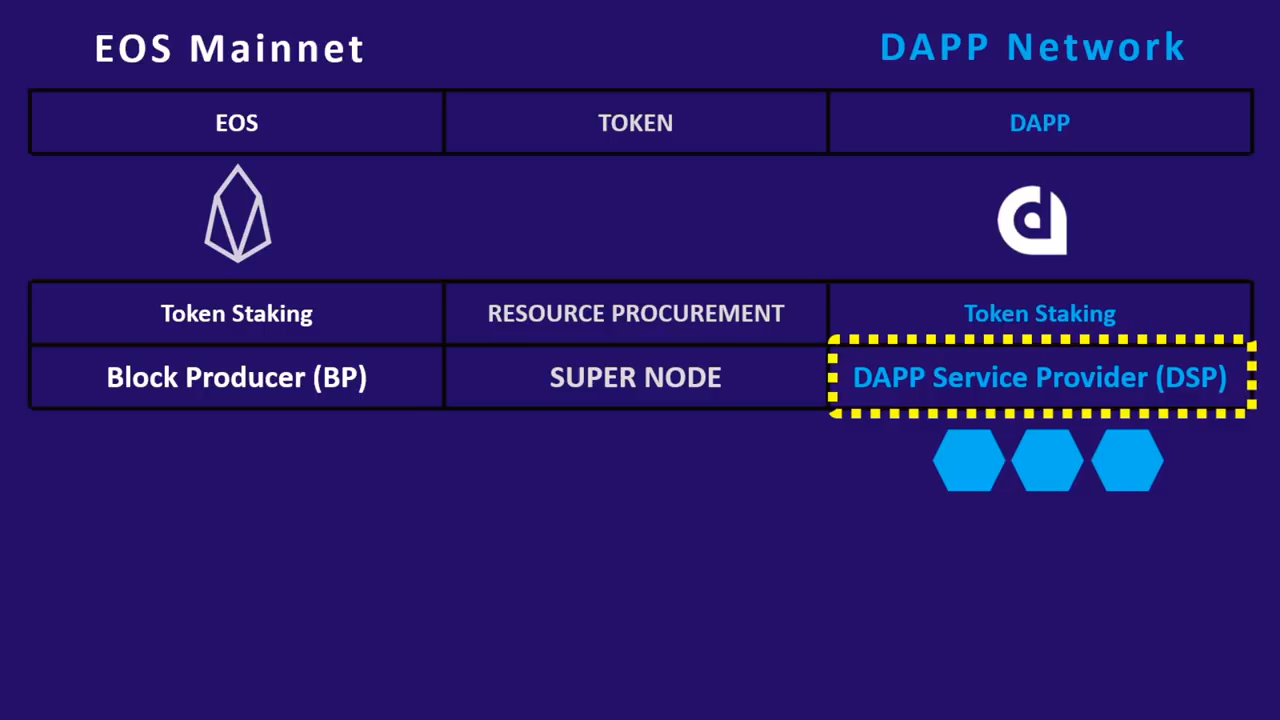 EOS Mainnet
DAPP Network
EOS
TOKEN
DAPP
Token Staking
RESOURCE PROCUREMENT
Token Staking
Block Producer (BP)
SUPER NODE
DAPP Service Provider (DSP)